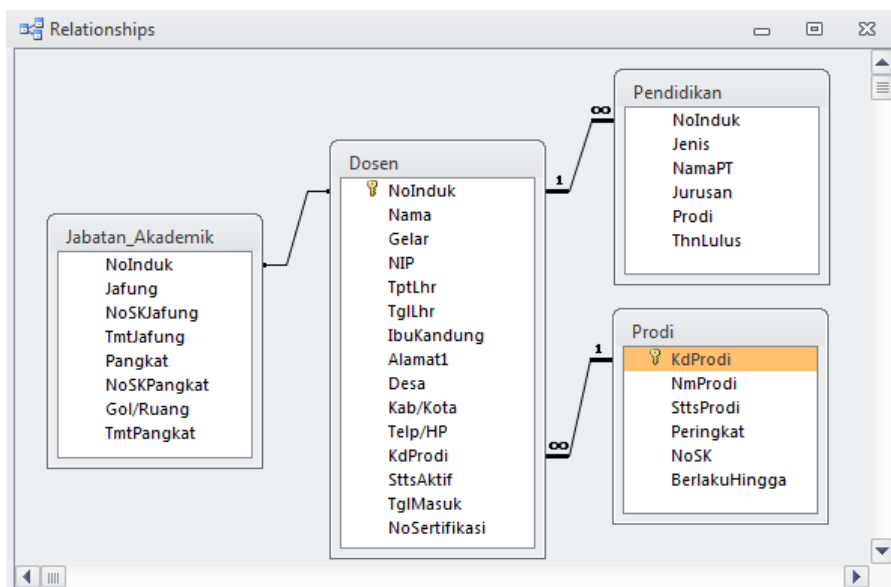 Relationships
Jabatan_Akademik
NoInduk
Jafung
NoSKJafung
TmtJafung
Pangkat
NoSKPangkat
Gol/Ruang
TmtPangkat
Dosen
NoInduk
Nama
Gelar
NIP
TptLhr
TglLhr
IbuKandung
Alamat1
Desa
Kab/Kota
Telp/HP
KdProdi
SttsAktif
TglMasuk
NoSertifikasi
1
∞
Pendidikan
NoInduk
Jenis
NamaPT
Jurusan
Prodi
ThnLulus
1
∞
Prodi
KdProdi
NmProdi
SttsProdi
Peringkat
NoSK
BerlakuHingga